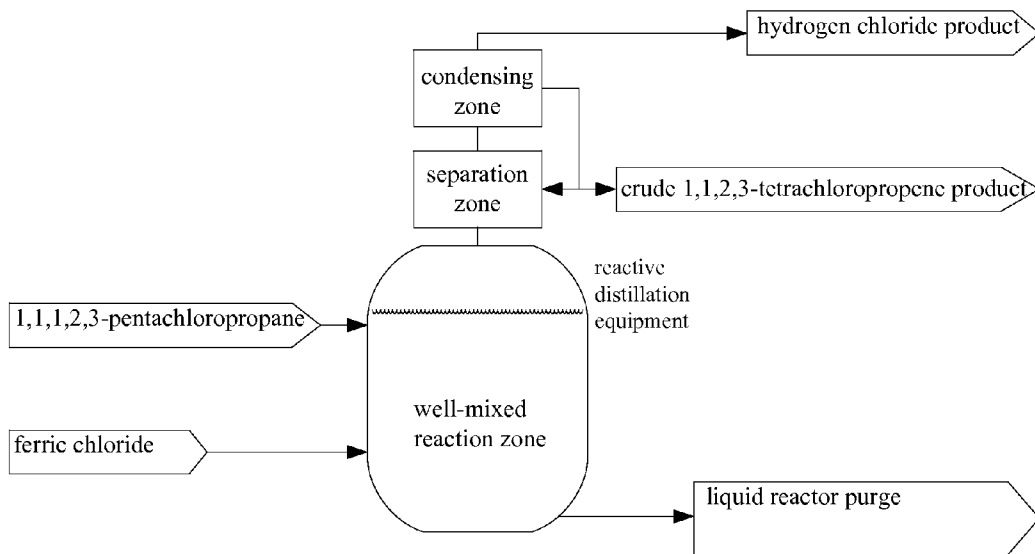 hydrogen chloride product
condensing
zone
separation
zone
crude 1,1,2,3-tetrachloropropene product
reactive
distillation
equipment
1,1,1,2,3-pentachloropropane
well-mixed
reaction zone
ferric chloride
liquid reactor purge